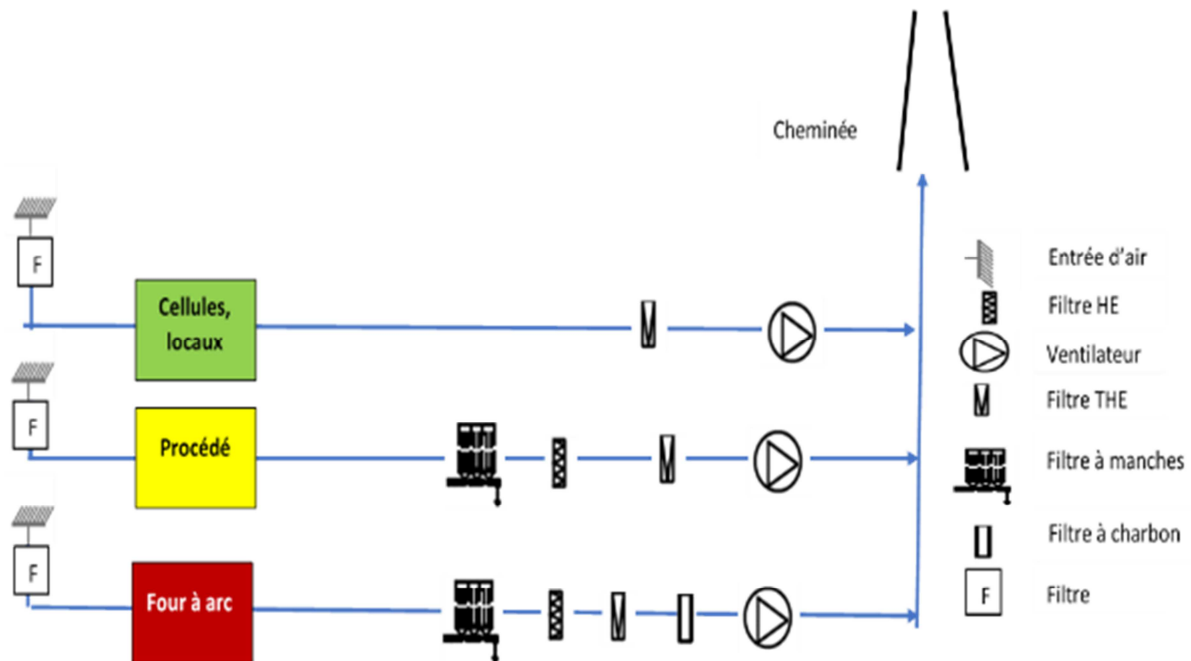 Cheminée
F
Cellules,
locaux
F
Procédé
F
Four à arc
Entrée d'air
Filtre HE
Ventilateur
Filtre THE
Filtre à manches
Filtre à charbon
F
Filtre